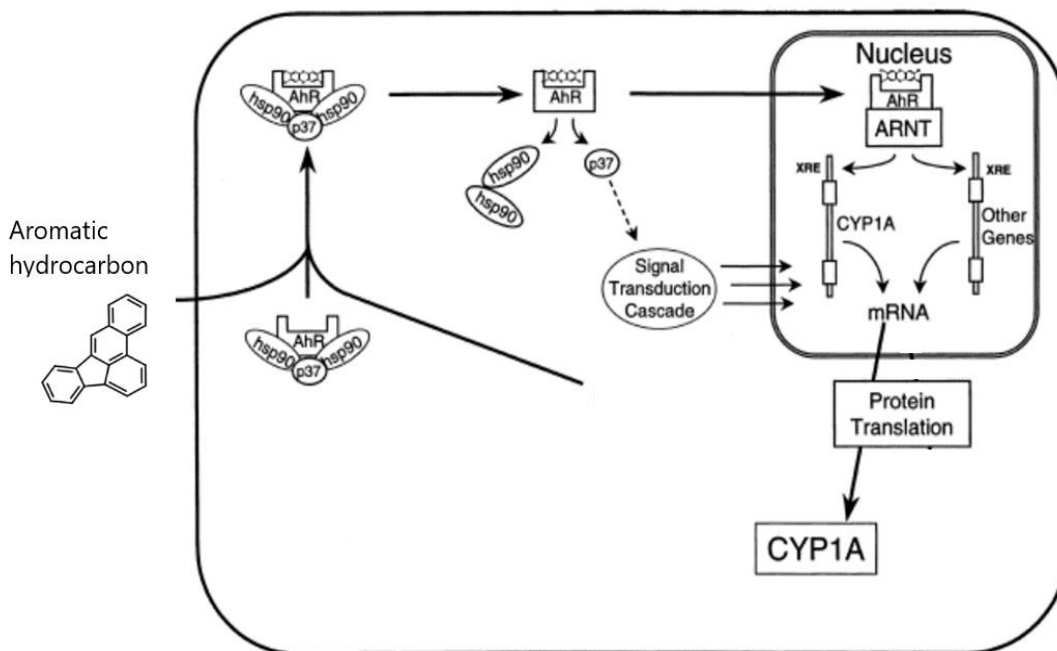 Nucleus
AhR
hsp90
hsp90
p37
AhR
AhR
ARNT
hsp90
hsp90
p37
XRE
XRE
CYP1A
Other
Genes
Aromatic
hydrocarbon
Signal
Transduction
Cascade
mRNA
AhR
hsp90
hsp90
p37
Protein
Translation
CYP1A